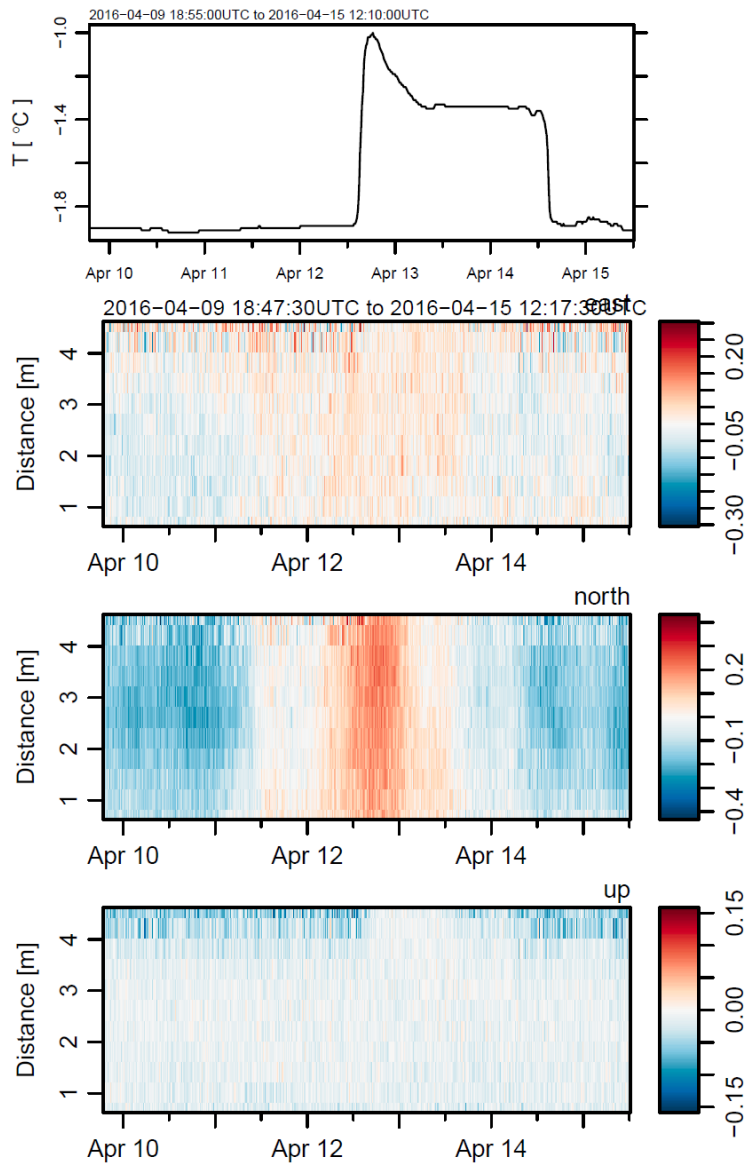 2016−04−09 18:55:00UTC to 2016−04−15 12:10:00UTC
T [ °C ]
−1.0
−1.4
−1.8
Apr 10 Apr 11 Apr 12 Apr 13 Apr 14 Apr 15
2016−04−09 18:47:30UTC to 2016−04−15 12:17:30UTC
east
Distance [m]
4
3
2
1
Apr 10 Apr 12 Apr 14
0.20
−0.05
−0.30
north
Distance [m]
4
3
2
1
Apr 10 Apr 12 Apr 14
0.2
−0.1
−0.4
up
Distance [m]
4
3
2
1
Apr 10 Apr 12 Apr 14
0.15
0.00
−0.15